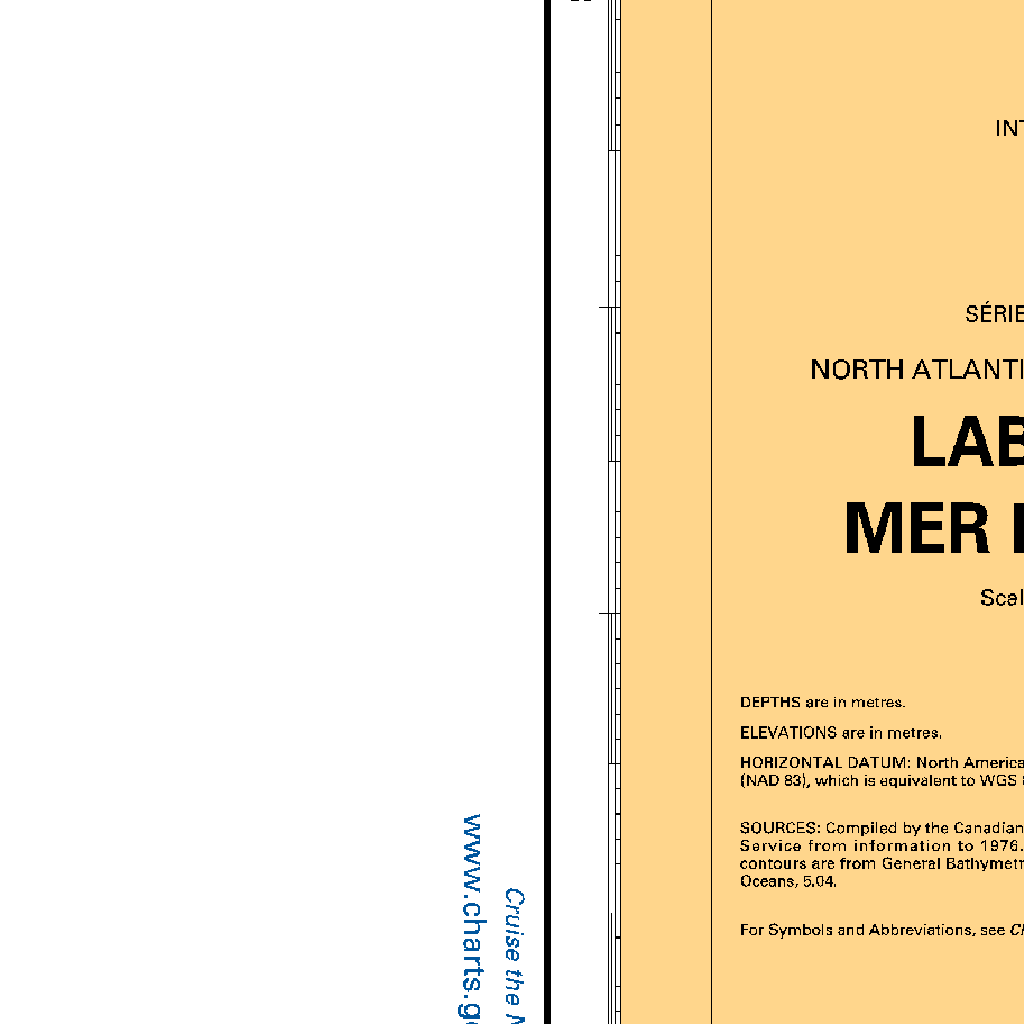 INT
SÉRIE
NORTH ATLANTI
LAB
MER
Scal
DEPTHS are in metres.
ELEVATIONS are in metres.
HORIZONTAL DATUM: North America
(NAD 83), which is equivalent to WGS
SOURCES: Compiled by the Canadian
Service from information to 1976.
contours are from General Bathymetr
Oceans, 5.04.
For Symbols and Abbreviations, see Ch
www.charts.gc
Cruise the N